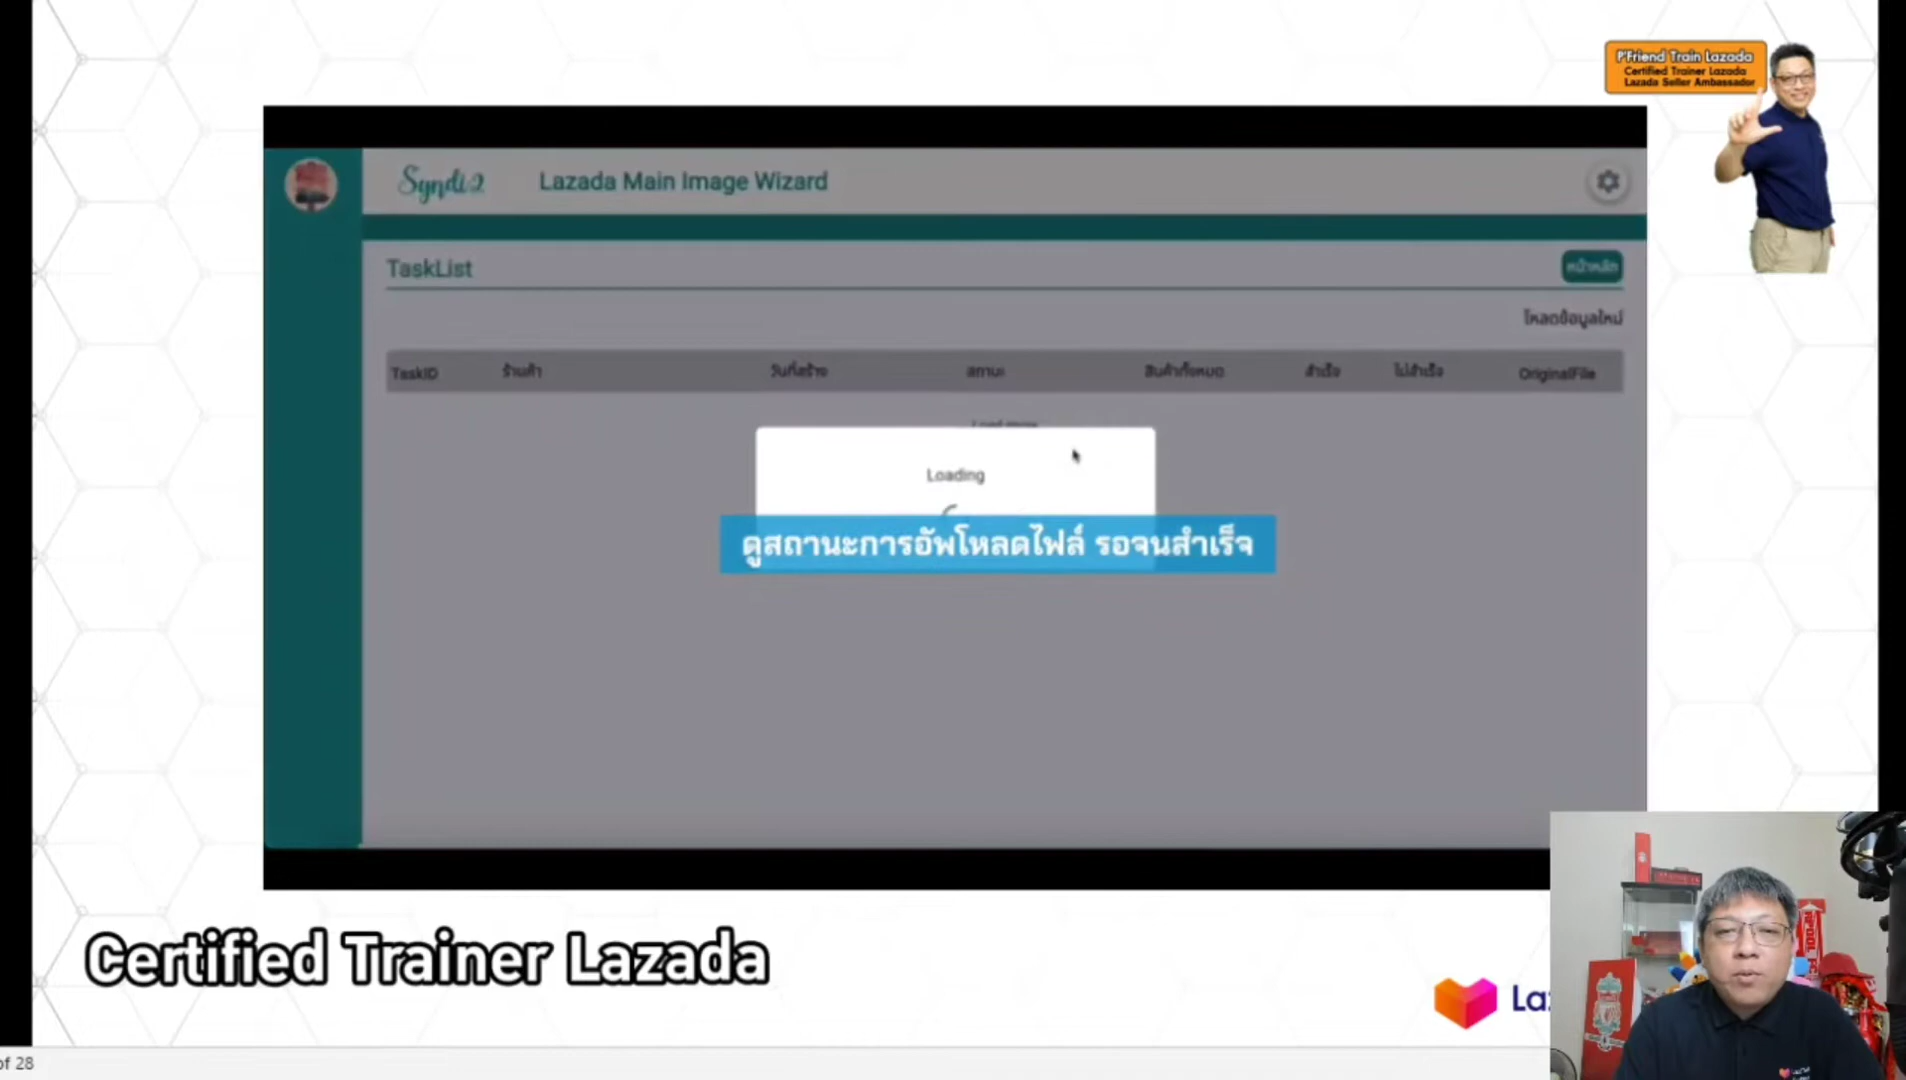 P'Friend Train Lazada
Certified Trainer Lazada
Lazada Seller Ambassador
Syndi2
Lazada Main Image Wizard
TaskList
หน้าหลัก
โหลดข้อมูลใหม่
TaskID ร้านค้า วันที่สร้าง สถานะ สินค้าทั้งหมด สำเร็จ ไม่สำเร็จ OriginalFile
Load more
Loading
ดูสถานะการอัพโหลดไฟล์ รอจนสำเร็จ
Certified Trainer Lazada
Laz
of 28